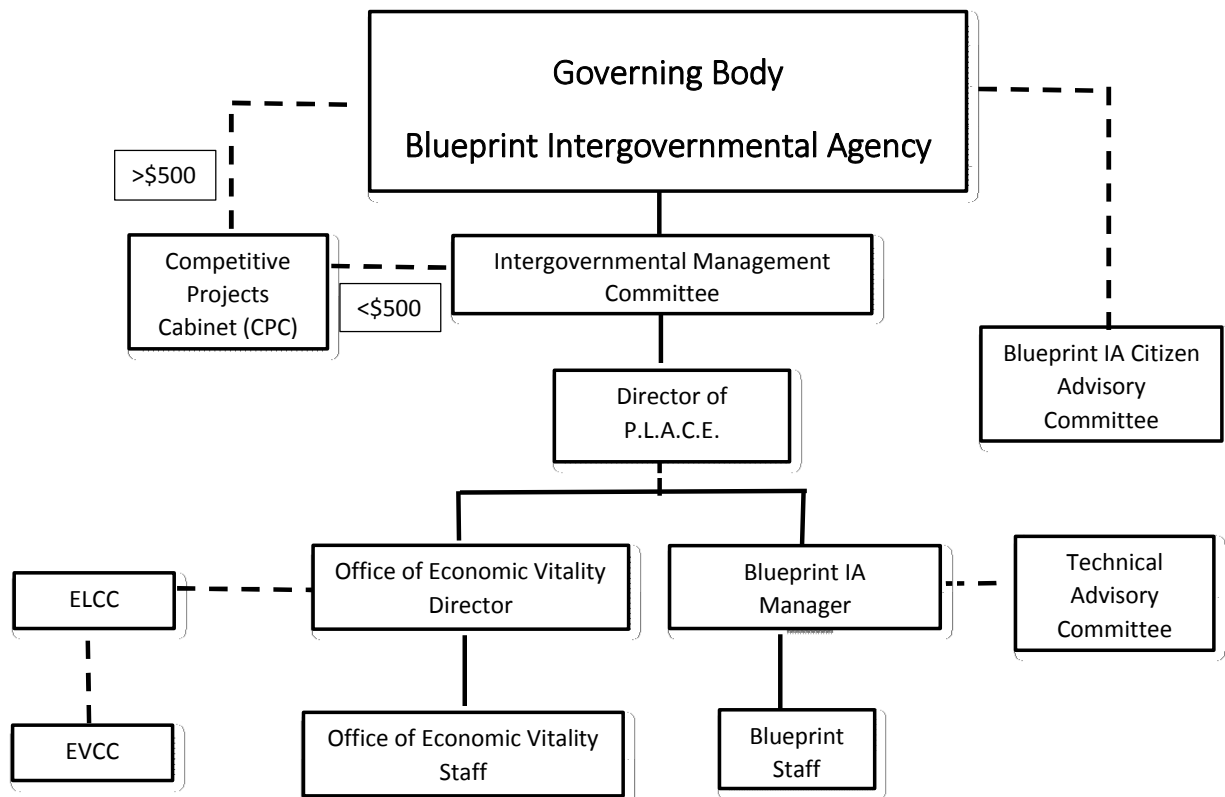 Governing Body
Blueprint Intergovernmental Agency
>$500
Competitive
Projects
Cabinet (CPC)
<$500
Intergovernmental Management
Committee
Blueprint IA Citizen
Advisory
Committee
Director of
P.L.A.C.E.
ELCC
Office of Economic Vitality
Director
Blueprint IA
Manager
Technical
Advisory
Committee
EVCC
Office of Economic Vitality
Staff
Blueprint
Staff